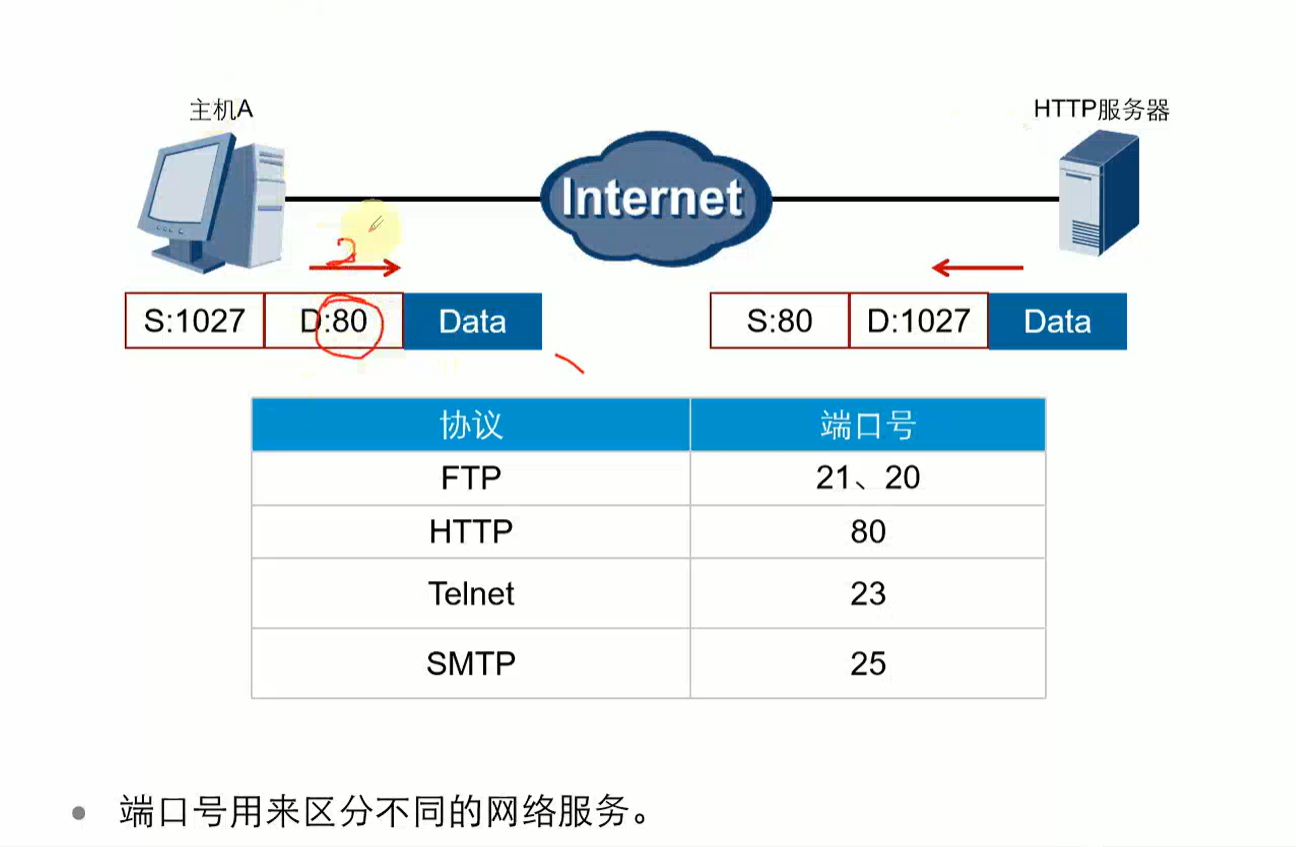 主机A
HTTP服务器
Internet
2
S:1027 D:80 Data
S:80 D:1027 Data
协议 端口号
FTP 21、20
HTTP 80
Telnet 23
SMTP 25
• 端口号用来区分不同的网络服务。